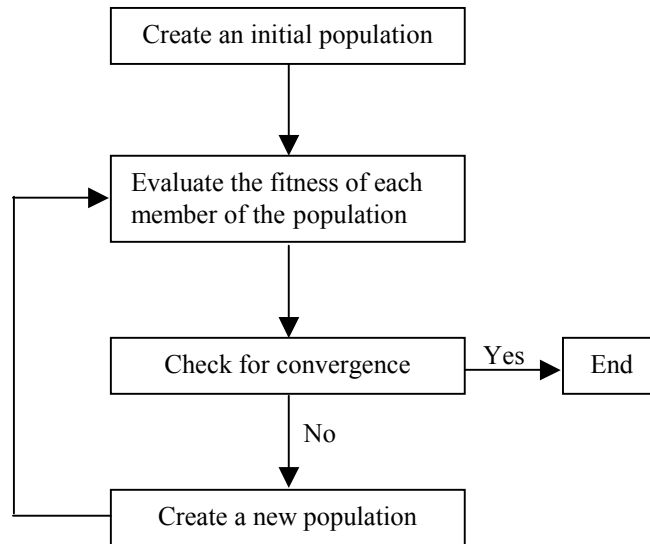 Create an initial population
Evaluate the fitness of each
member of the population
Check for convergence
Yes
End
No
Create a new population